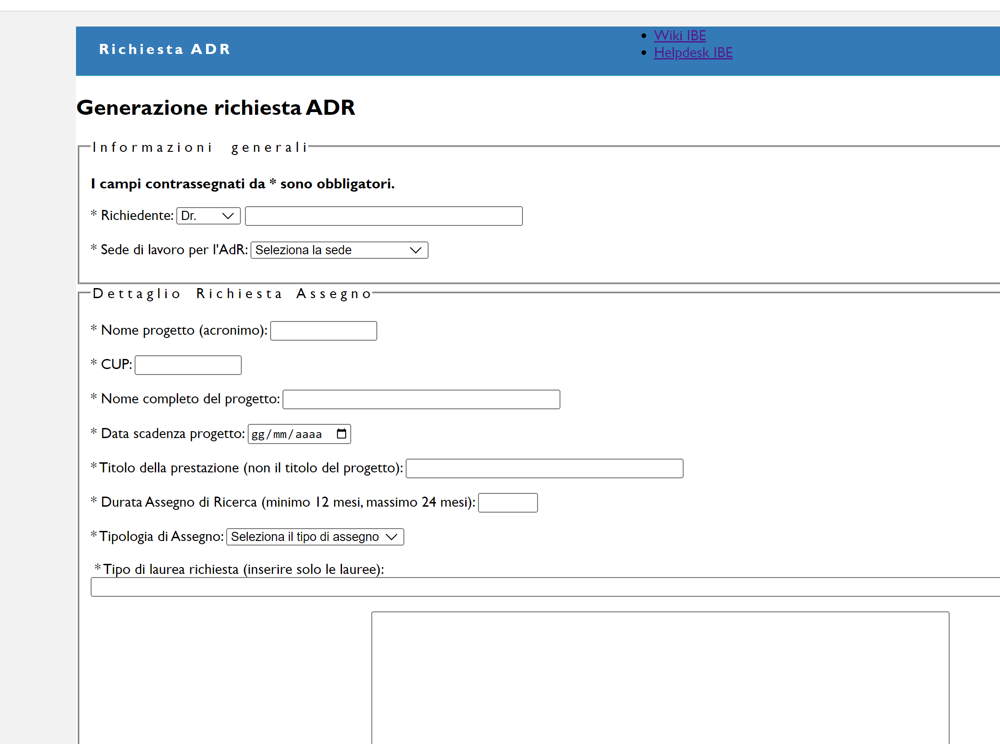 Richiesta ADR
Wiki IBE
Helpdesk IBE
Generazione richiesta ADR
Informazioni generali
I campi contrassegnati da * sono obbligatori.
* Richiedente: Dr.
* Sede di lavoro per l'AdR: Seleziona la sede
Dettaglio Richiesta Assegno
* Nome progetto (acronimo):
* CUP:
* Nome completo del progetto:
* Data scadenza progetto: gg/mm/aaaa
* Titolo della prestazione (non il titolo del progetto):
* Durata Assegno di Ricerca (minimo 12 mesi, massimo 24 mesi):
* Tipologia di Assegno: Seleziona il tipo di assegno
* Tipo di laurea richiesta (inserire solo le lauree):